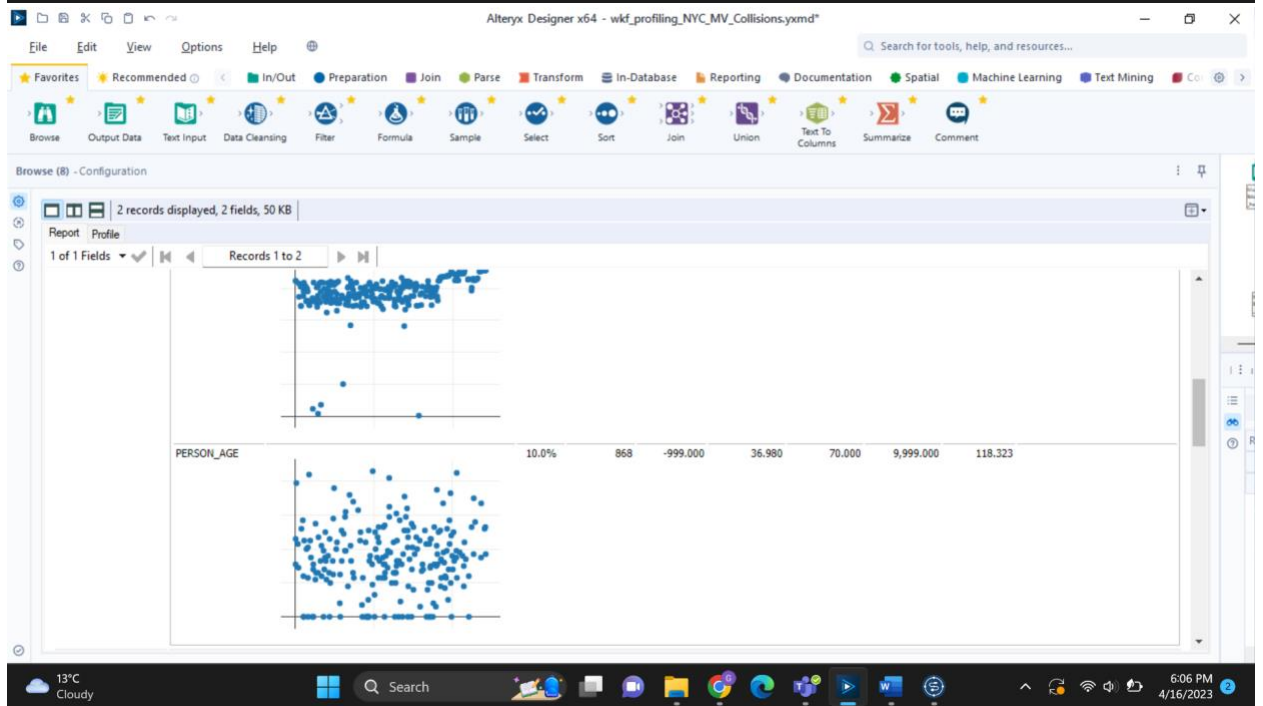 Alteryx Designer x64 - wkf_profiling_NYC_MV_Collisions.yxmd*
File Edit View Options Help
Search for tools, help, and resources...
Favorites Recommended In/Out Preparation Join Parse Transform In-Database Reporting Documentation Spatial Machine Learning Text Mining Co
Browse Output Data Text Input Data Cleansing Filter Formula Sample Select Sort Join Union Text To Columns Summarize Comment
Browse (8) - Configuration
2 records displayed, 2 fields, 50 KB
Report Profile
1 of 1 Fields Records 1 to 2
PERSON_AGE 10.0% 868 -999.000 36.980 70.000 9,999.000 118.323
13°C
Cloudy
Search
6:06 PM
4/16/2023
2